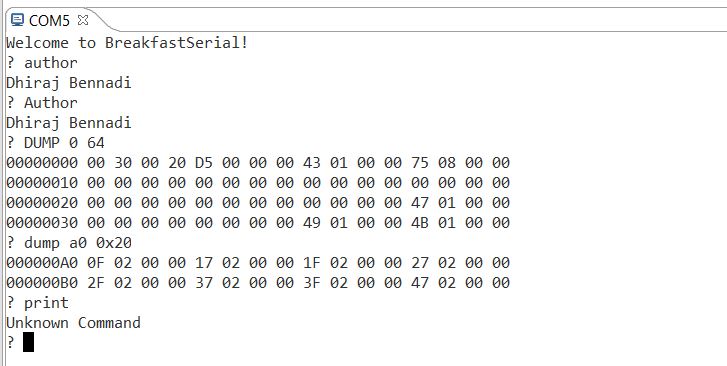 COM5
Welcome to BreakfastSerial!
? author
Dhiraj Bennadi
? Author
Dhiraj Bennadi
? DUMP 0 64
00000000 00 30 00 20 D5 00 00 00 43 01 00 00 75 08 00 00
00000010 00 00 00 00 00 00 00 00 00 00 00 00 00 00 00 00
00000020 00 00 00 00 00 00 00 00 00 00 00 00 47 01 00 00
00000030 00 00 00 00 00 00 00 00 49 01 00 00 4B 01 00 00
? dump a0 0x20
000000A0 0F 02 00 00 17 02 00 00 1F 02 00 00 27 02 00 00
000000B0 2F 02 00 00 37 02 00 00 3F 02 00 00 47 02 00 00
? print
Unknown Command
?